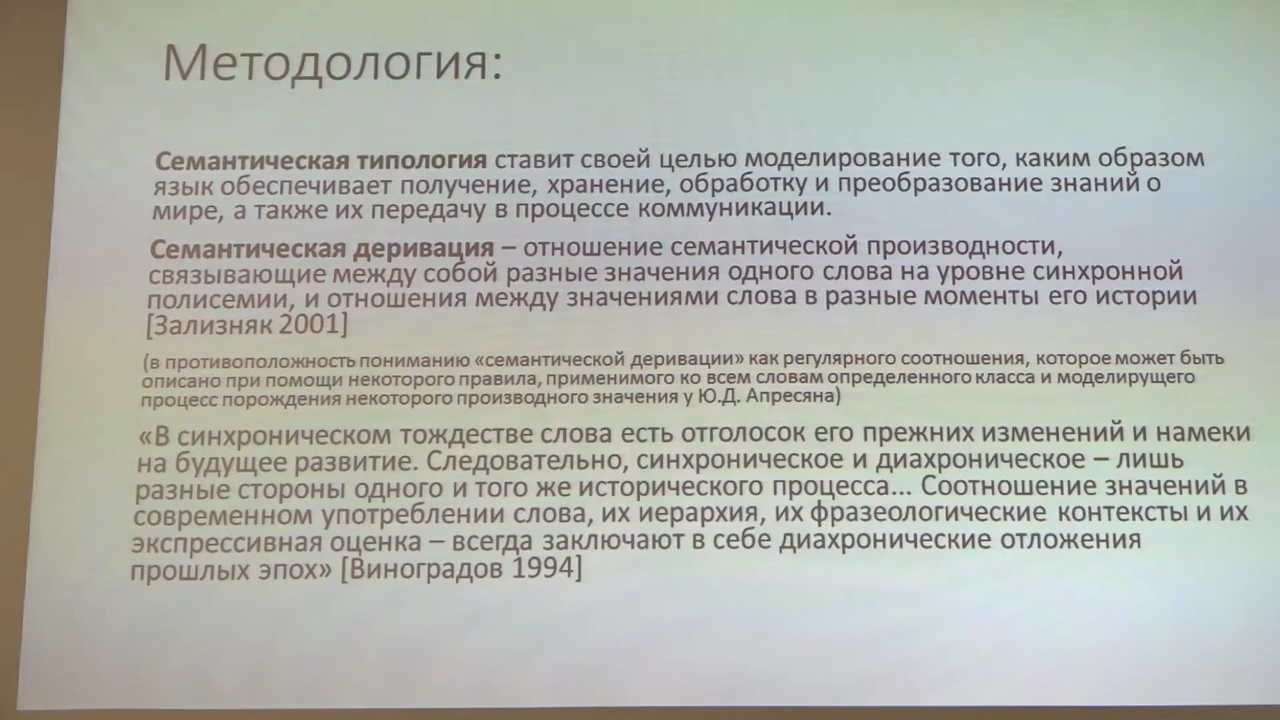 Методология:
Семантическая типология ставит своей целью моделирование того, каким образом
язык обеспечивает получение, хранение, обработку и преобразование знаний о
мире, а также их передачу в процессе коммуникации.
Семантическая деривация – отношение семантической производности,
связывающие между собой разные значения одного слова на уровне синхронной
полисемии, и отношения между значениями слова в разные моменты его истории
[Зализняк 2001]
(в противоположность пониманию «семантической деривации» как регулярного соотношения, которое может быть
описано при помощи некоторого правила, применимого ко всем словам определенного класса и моделирущего
процесс порождения некоторого производного значения у Ю.Д. Апресяна)
«В синхроническом тождестве слова есть отголосок его прежних изменений и намеки
на будущее развитие. Следовательно, синхроническое и диахроническое – лишь
разные стороны одного и того же исторического процесса... Соотношение значений в
современном употреблении слова, их иерархия, их фразеологические контексты и их
экспрессивная оценка – всегда заключают в себе диахронические отложения
прошлых эпох» [Виноградов 1994]